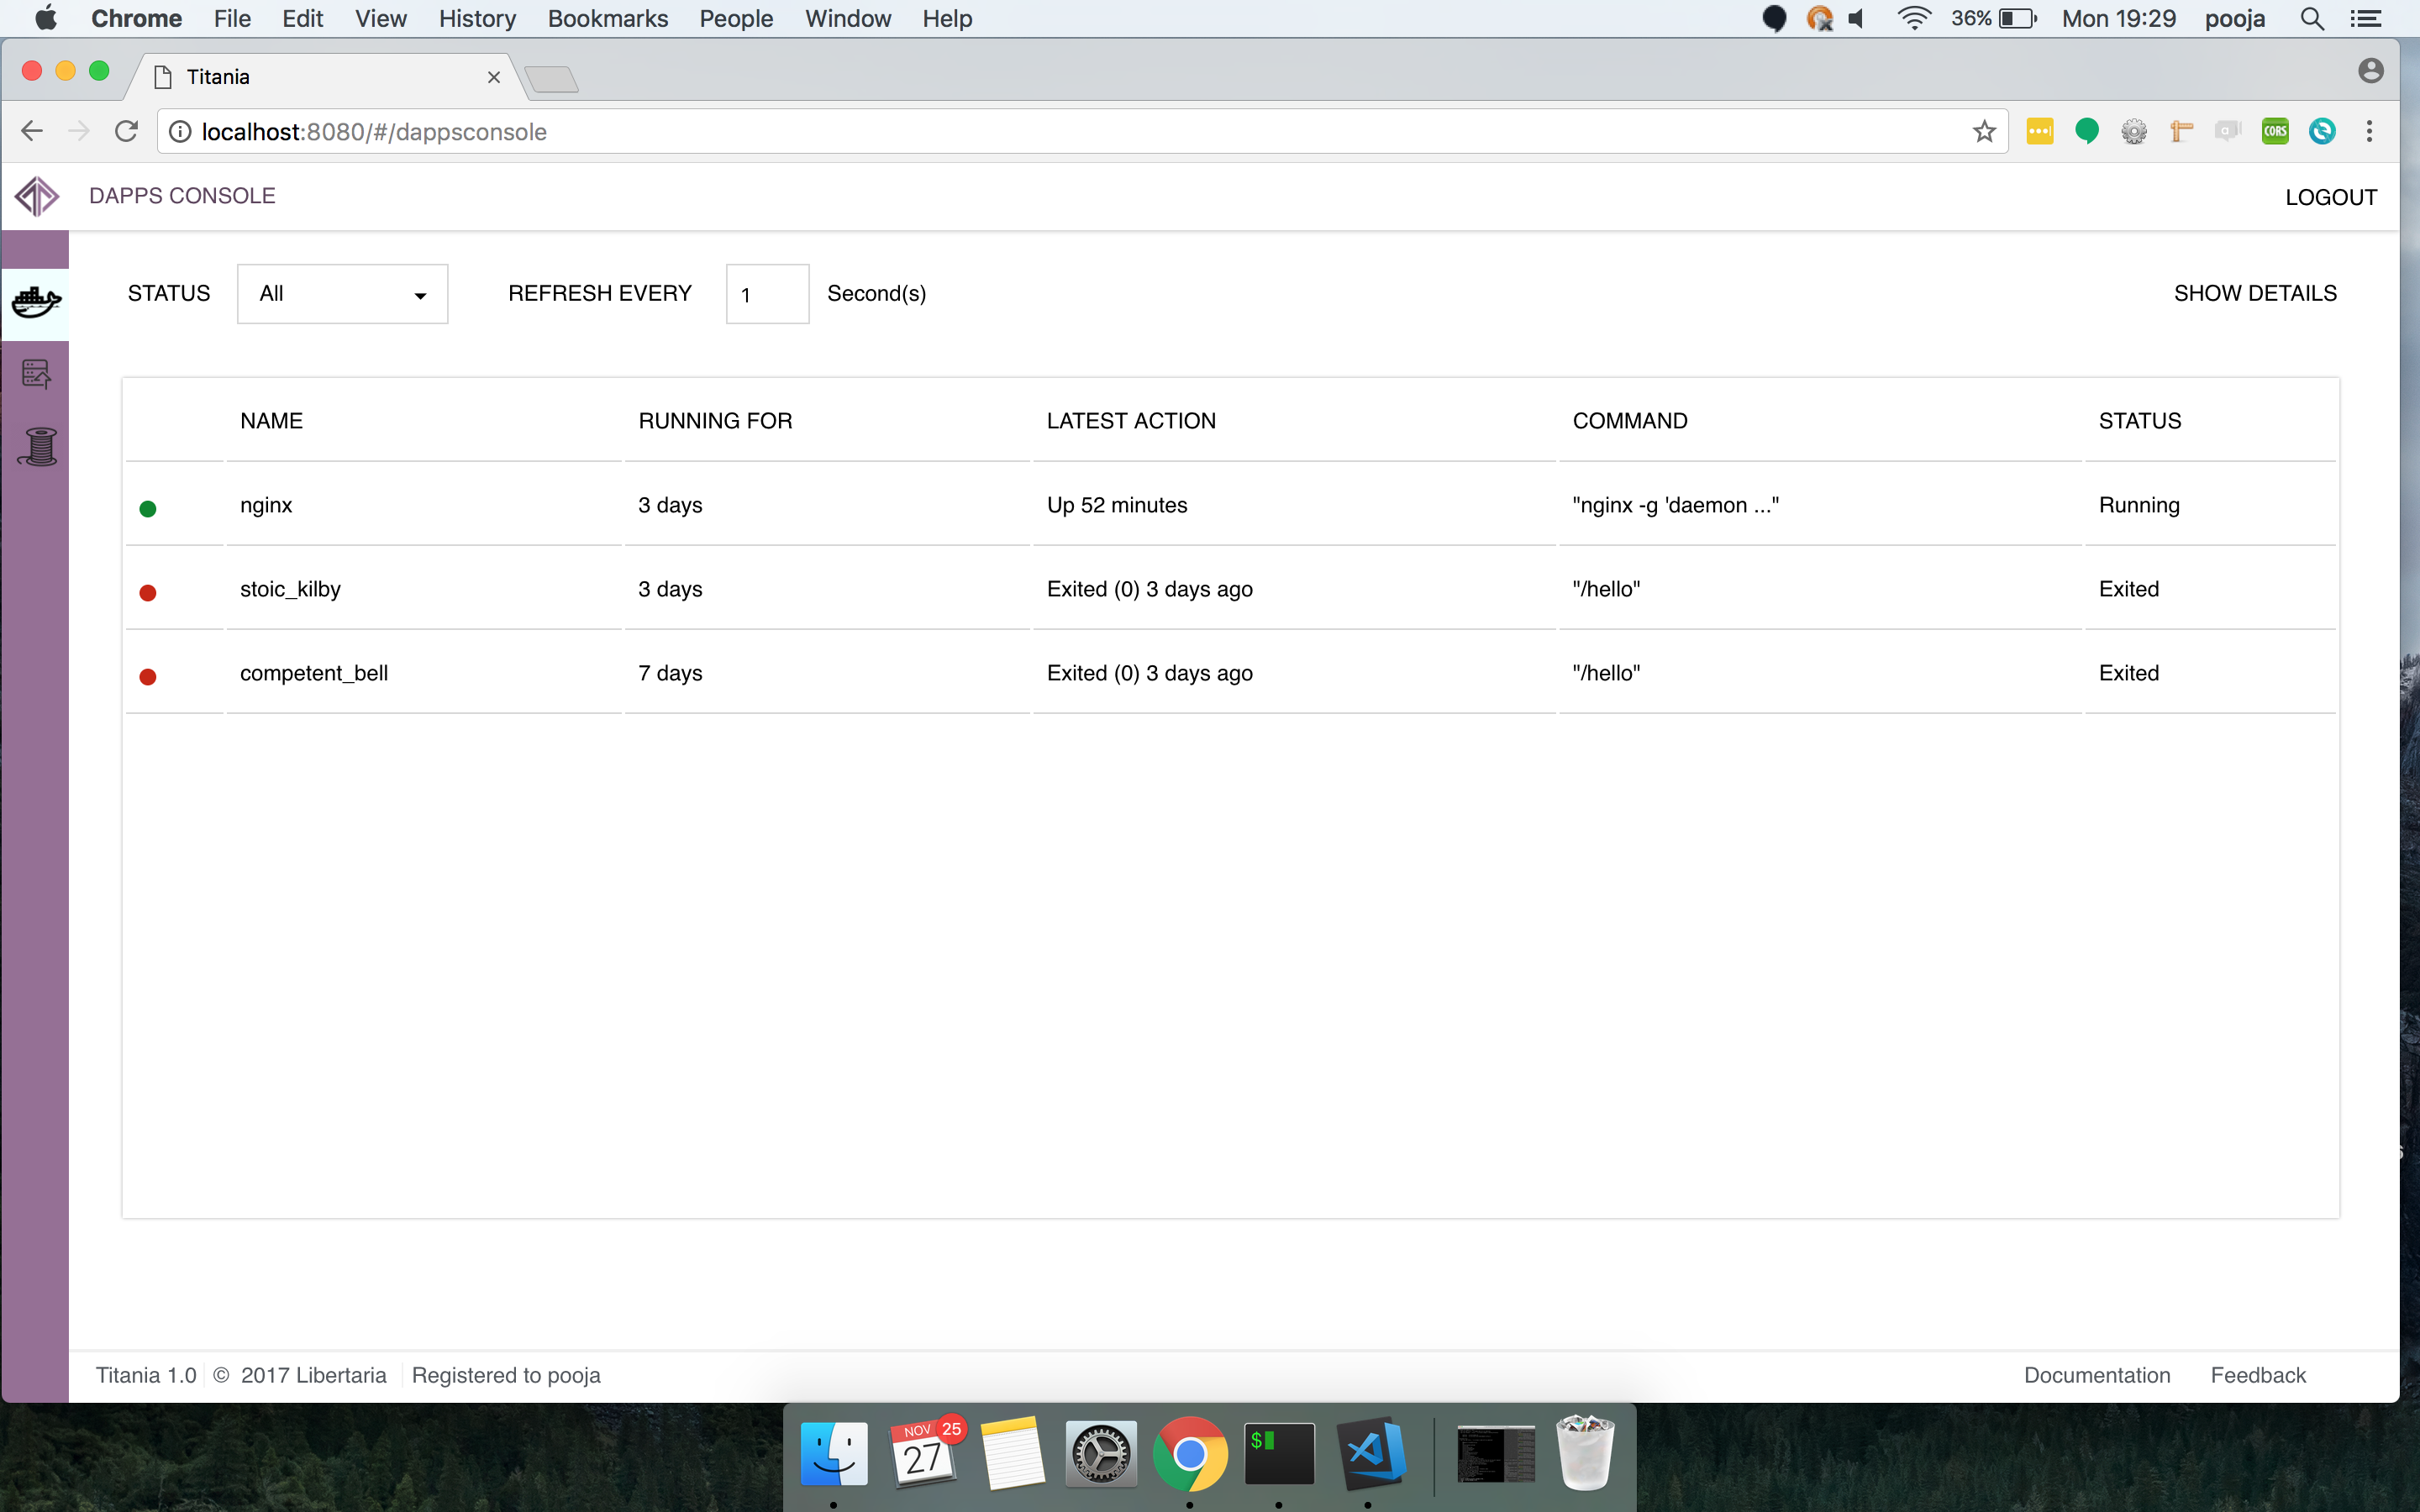 Chrome File Edit View History Bookmarks People Window Help 36% Mon 19:29 pooja
Titania
localhost:8080/#/dappsconsole
CORS
DAPPS CONSOLE LOGOUT
STATUS All REFRESH EVERY 1 Second(s) SHOW DETAILS
NAME RUNNING FOR LATEST ACTION COMMAND STATUS
nginx 3 days Up 52 minutes "nginx -g 'daemon ..." Running
stoic_kilby 3 days Exited (0) 3 days ago "/hello" Exited
competent_bell 7 days Exited (0) 3 days ago "/hello" Exited
Titania 1.0 © 2017 Libertaria Registered to pooja Documentation Feedback
NOV 25
27
$